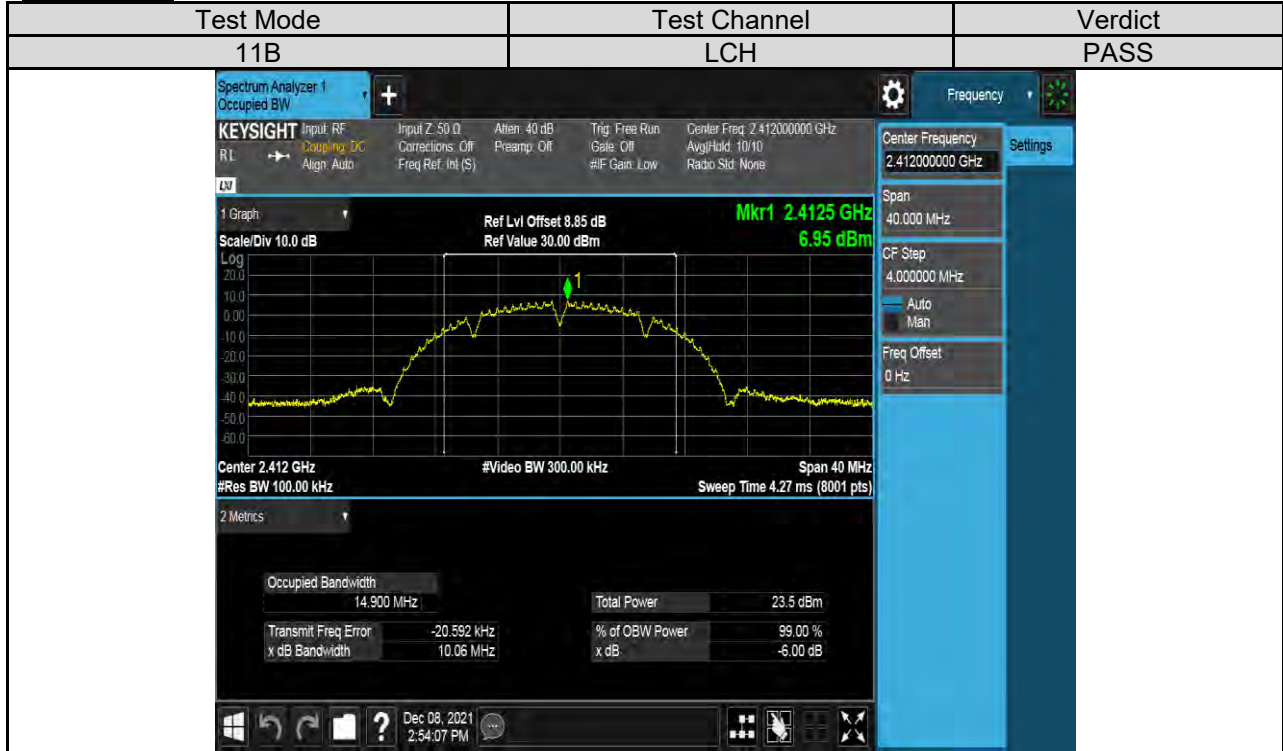 Test Mode Test Channel Verdict
11B LCH PASS
Spectrum Analyzer 1
Occupied BW
+
Frequency
KEYSIGHT Input: RF Input Z: 50 Ω Atten: 40 dB Trig: Free Run Center Freq: 2.412000000 GHz
RL Coupling: DC Corrections: Off Preamp: Off Gate: Off Avg|Hold: 10/10
Align: Auto Freq Ref: Int (S) #IF Gain: Low Radio Std: None
LXI
Center Frequency
2.412000000 GHz
Settings
Span
40.000 MHz
CF Step
4.000000 MHz
Auto
Man
Freq Offset
0 Hz
1 Graph
Ref Lvl Offset 8.85 dB Mkr1 2.4125 GHz
Scale/Div 10.0 dB Ref Value 30.00 dBm 6.95 dBm
Log
20.0
10.0
0.00
-10.0
-20.0
-30.0
-40.0
-50.0
-60.0
1
Center 2.412 GHz #Video BW 300.00 kHz Span 40 MHz
#Res BW 100.00 kHz Sweep Time 4.27 ms (8001 pts)
2 Metrics
Occupied Bandwidth
14.900 MHz Total Power 23.5 dBm
Transmit Freq Error -20.592 kHz % of OBW Power 99.00 %
x dB Bandwidth 10.06 MHz x dB -6.00 dB
? Dec 08, 2021
2:54:07 PM